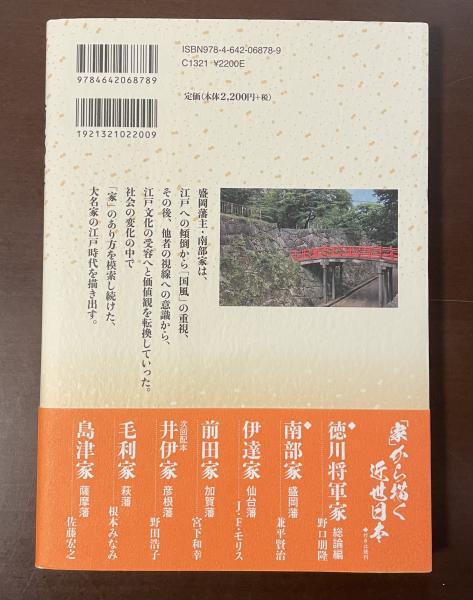 ISBN978-4-642-06878-9
C1321 ¥2200E
9784642068789
定価(本体2,200円+税)
1921321022009
盛岡藩主・南部家は、
江戸への傾倒から「国風」の重視、
その後、他者の視線への意識から、
江戸文化の受容へと価値観を転換していった。
社会の変化の中で
「家」のあり方を模索し続けた、
大名家の江戸時代を描き出す。
「家」から描く
近世日本
◆徳川将軍家 総論編 野口朋隆
◆南部家 盛岡藩 兼平賢治
伊達家 仙台藩 J・F・モリス
前田家 加賀藩 宮下和幸
次回配本
井伊家 彦根藩 野田浩子
毛利家 萩藩 根本みなみ
島津家 薩摩藩 佐藤宏之